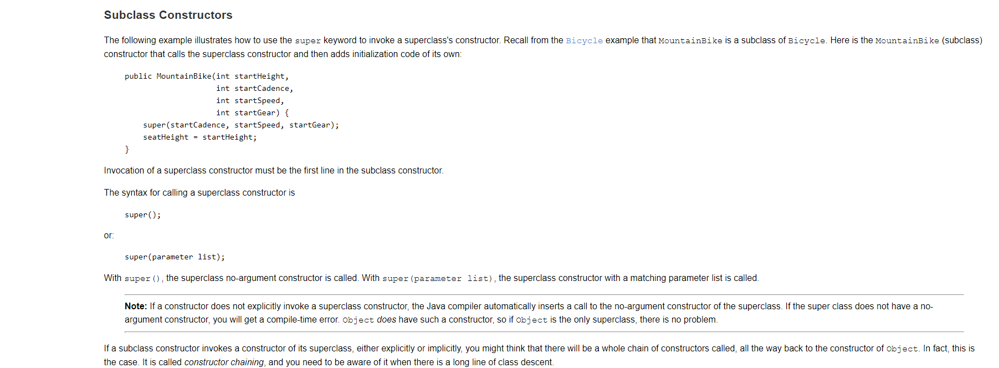 Subclass Constructors
The following example illustrates how to use the super keyword to invoke a superclass's constructor. Recall from the Bicycle example that MountainBike is a subclass of Bicycle. Here is the MountainBike (subclass)
constructor that calls the superclass constructor and then adds initialization code of its own:
public MountainBike(int startHeight,
                    int startCadence,
                    int startSpeed,
                    int startGear) {
    super(startCadence, startSpeed, startGear);
    seatHeight = startHeight;
}
Invocation of a superclass constructor must be the first line in the subclass constructor.
The syntax for calling a superclass constructor is
super();
or:
super(parameter list);
With super(), the superclass no-argument constructor is called. With super(parameter list), the superclass constructor with a matching parameter list is called.
Note: If a constructor does not explicitly invoke a superclass constructor, the Java compiler automatically inserts a call to the no-argument constructor of the superclass. If the super class does not have a no-
argument constructor, you will get a compile-time error. Object does have such a constructor, so if Object is the only superclass, there is no problem.
If a subclass constructor invokes a constructor of its superclass, either explicitly or implicitly, you might think that there will be a whole chain of constructors called, all the way back to the constructor of Object. In fact, this is
the case. It is called constructor chaining, and you need to be aware of it when there is a long line of class descent.